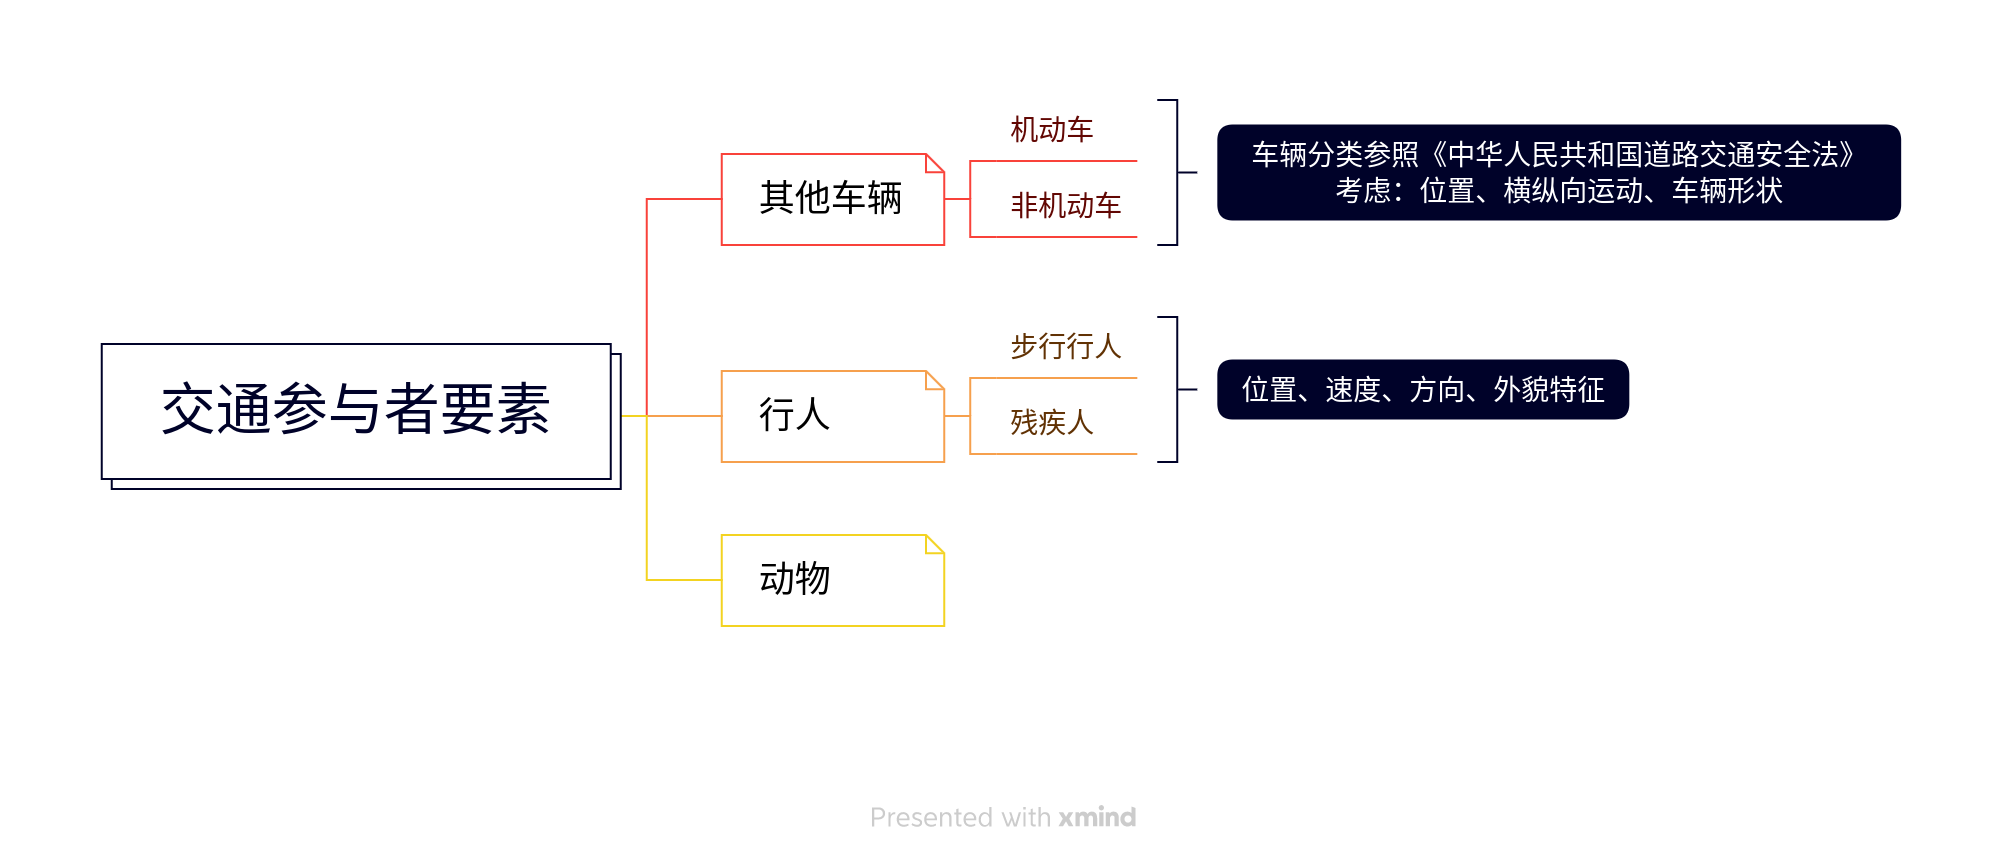 交通参与者要素
其他车辆
机动车
非机动车
车辆分类参照《中华人民共和国道路交通安全法》
考虑：位置、横纵向运动、车辆形状
行人
步行行人
残疾人
位置、速度、方向、外貌特征
动物
Presented with xmind